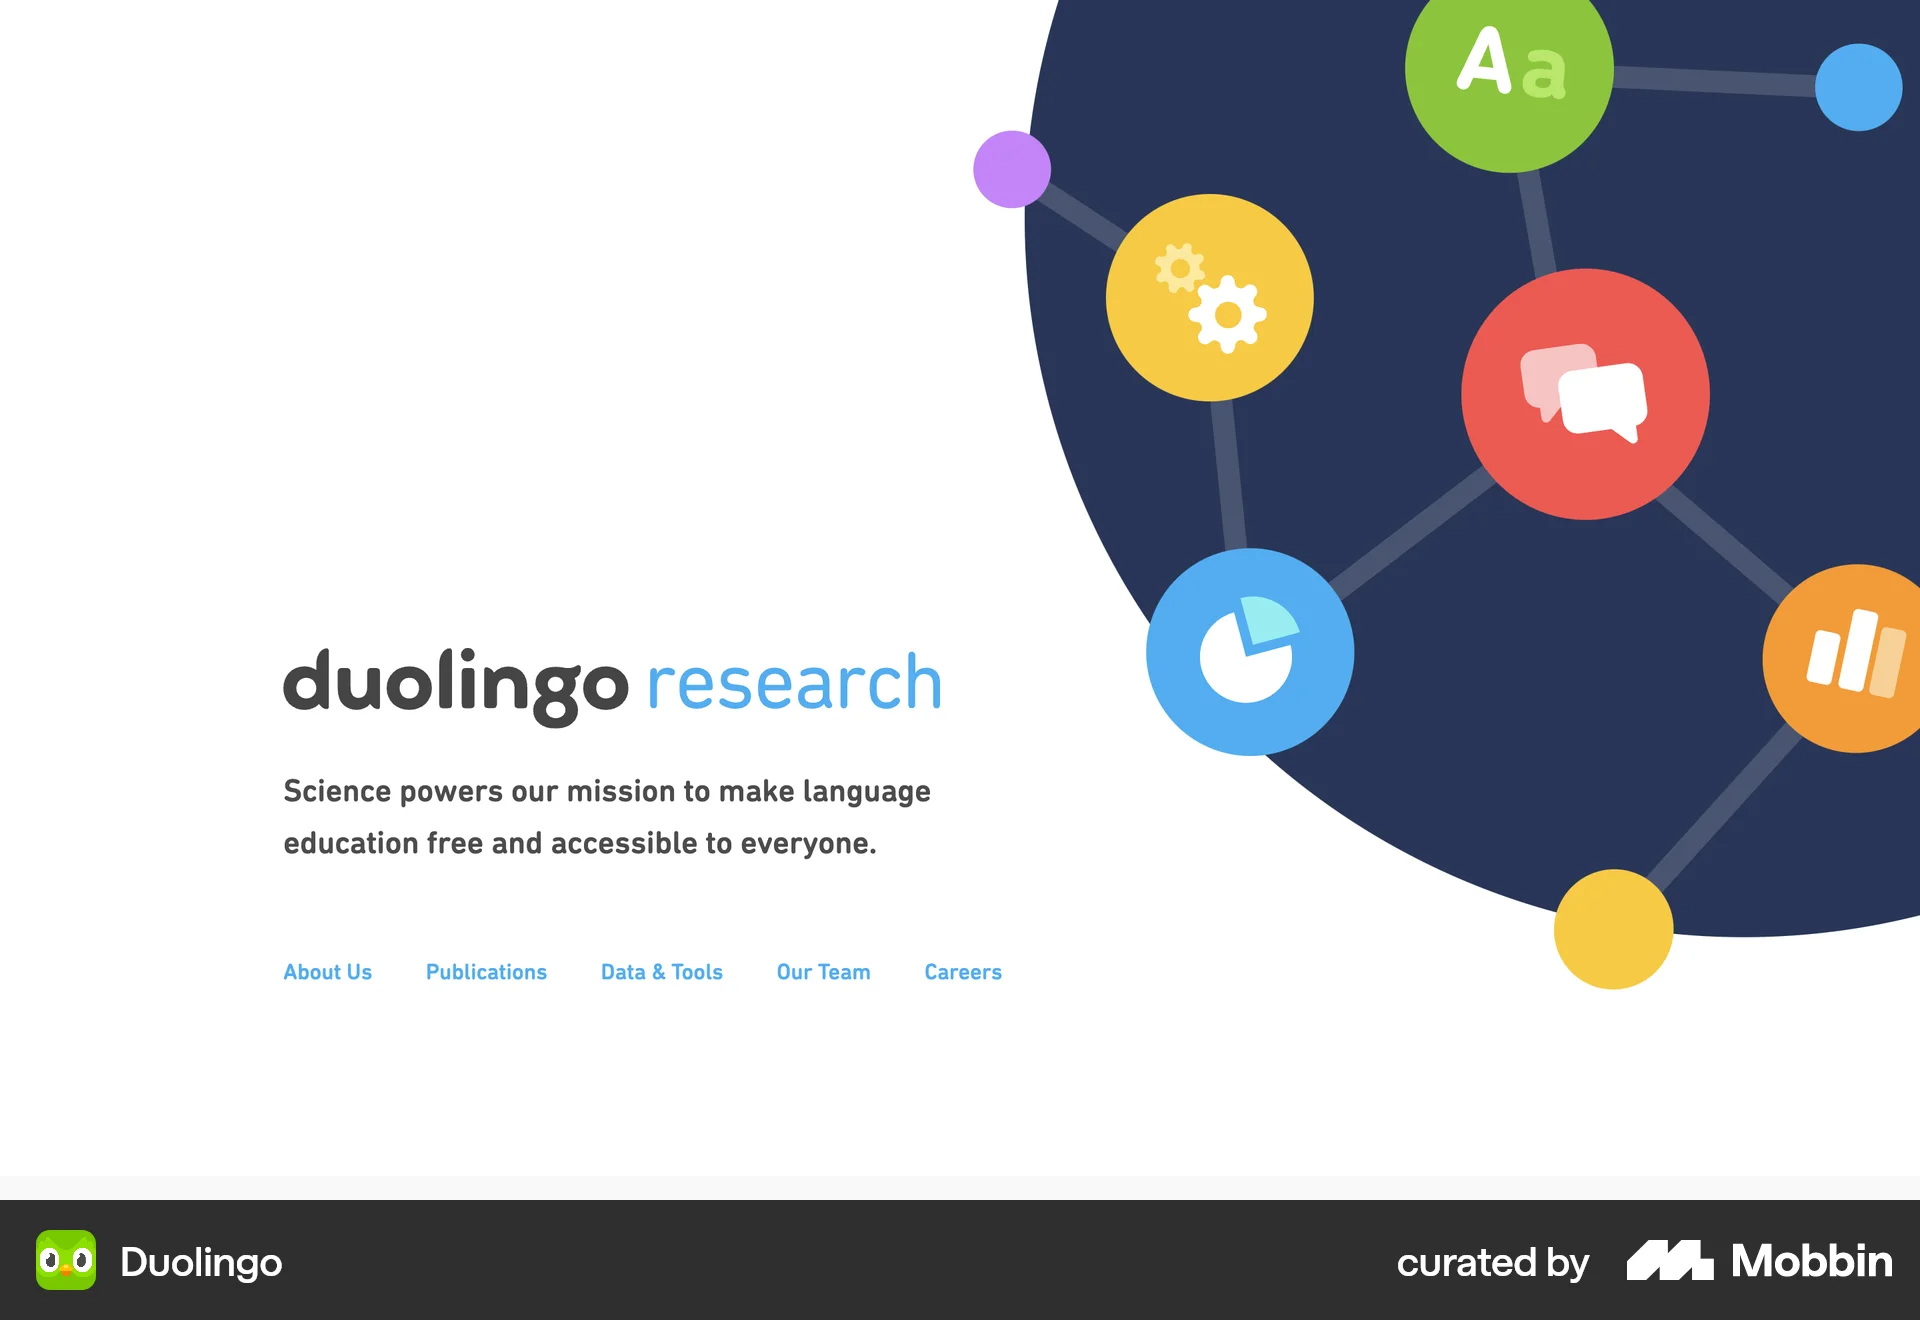 Aa
duolingo research
Science powers our mission to make language
education free and accessible to everyone.
About Us Publications Data & Tools Our Team Careers
Duolingo
curated by Mobbin